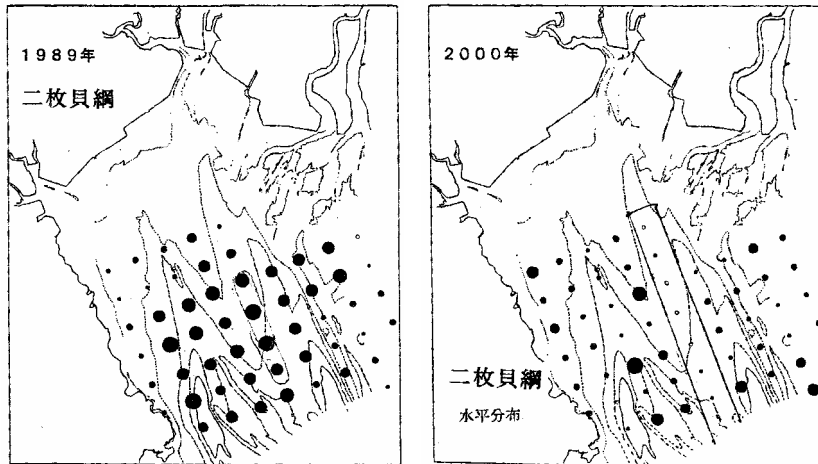 1989年
二枚貝綱
2000年
二枚貝綱
水平分布